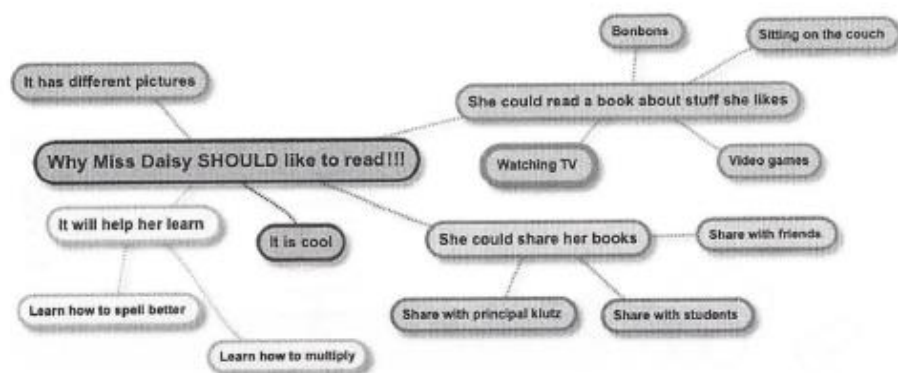 Bonbons
Sitting on the couch
It has different pictures
She could read a book about stuff she likes
Why Miss Daisy SHOULD like to read!!!
Watching TV
Video games
It will help her learn
It is cool
She could share her books
Share with friends
Learn how to spell better
Share with principal klutz
Share with students
Learn how to multiply